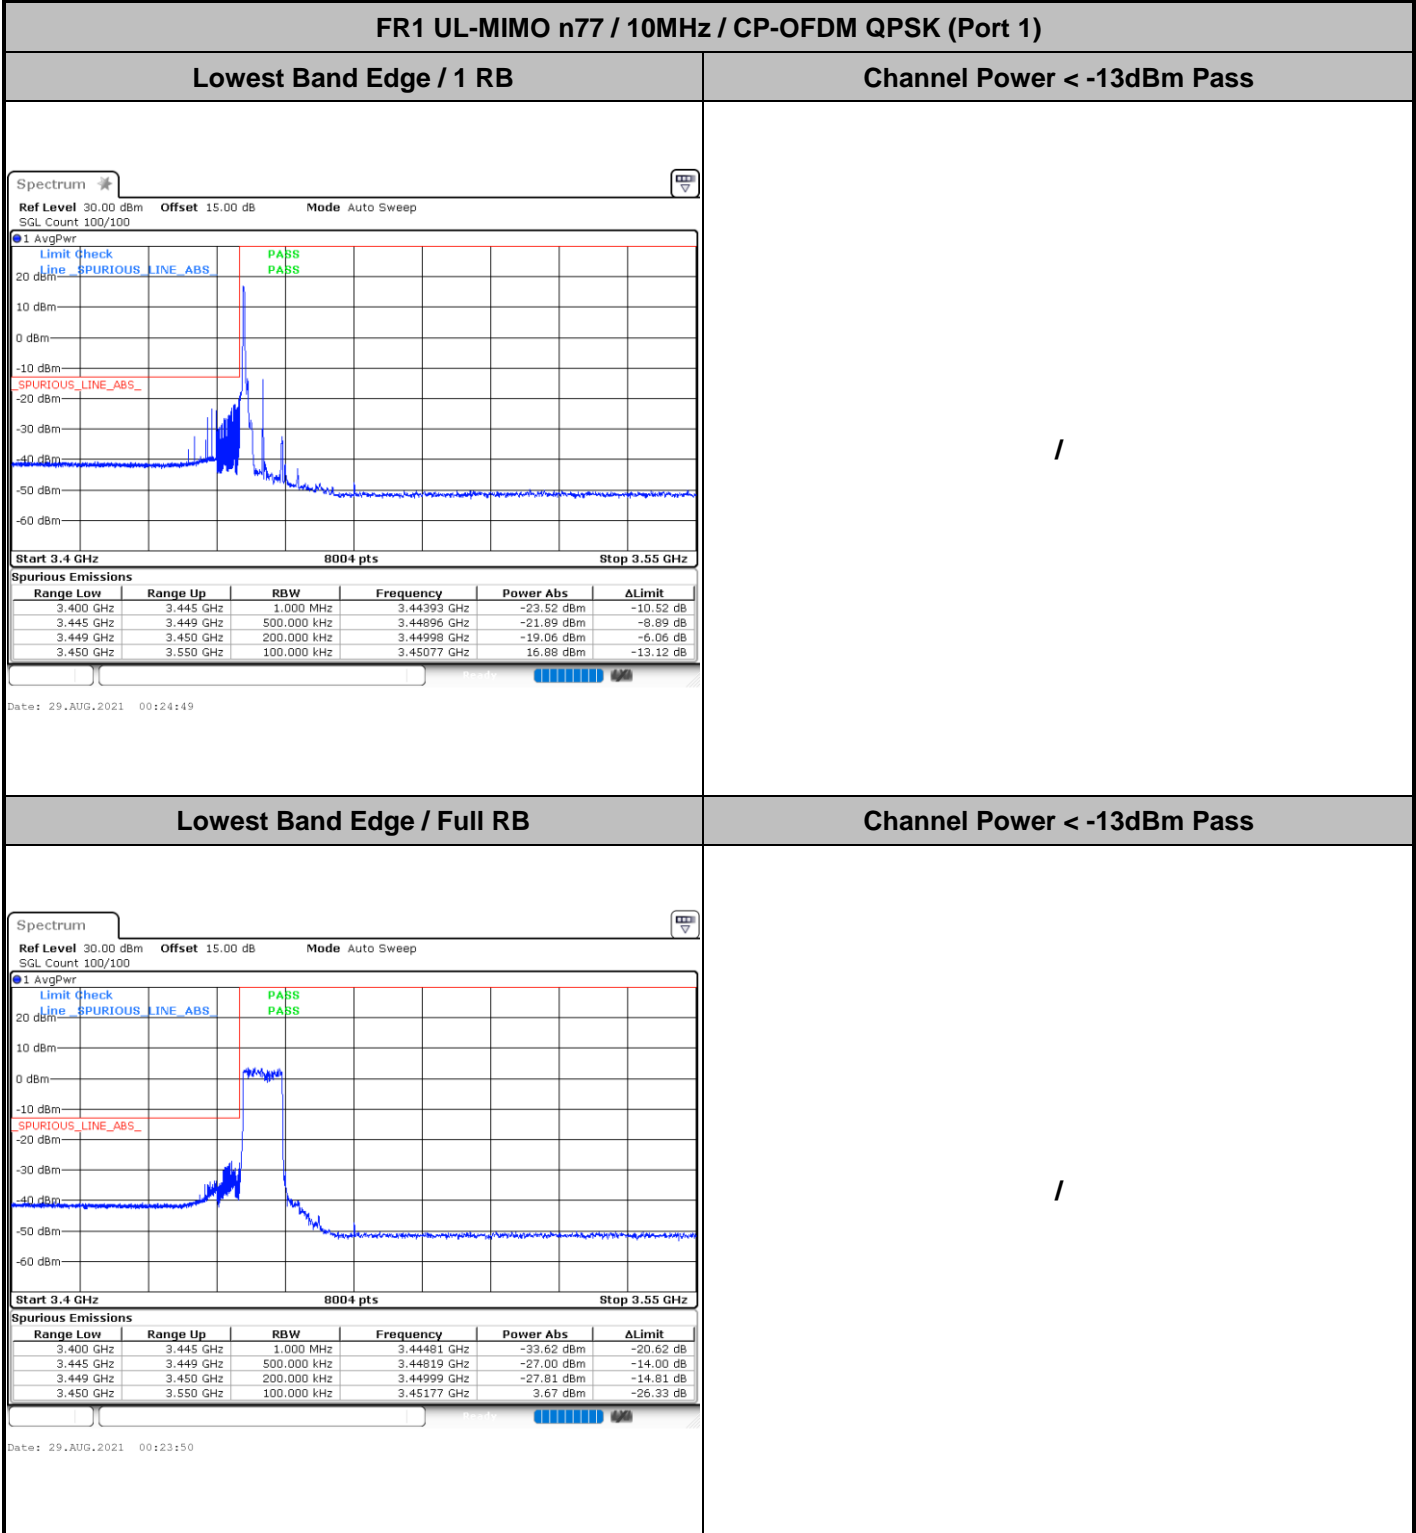 FR1 UL-MIMO n77 / 10MHz / CP-OFDM QPSK (Port 1)
Lowest Band Edge / 1 RB
Channel Power < -13dBm Pass
Spectrum
Ref Level 30.00 dBm Offset 15.00 dB Mode Auto Sweep
SGL Count 100/100
1 AvgPwr
Limit Check PASS
Line _SPURIOUS_LINE_ABS_ PASS
20 dBm
10 dBm
0 dBm
-10 dBm
_SPURIOUS_LINE_ABS_
-20 dBm
-30 dBm
-40 dBm
-50 dBm
-60 dBm
Start 3.4 GHz 8004 pts Stop 3.55 GHz
Spurious Emissions
Range Low Range Up RBW Frequency Power Abs ΔLimit
3.400 GHz 3.445 GHz 1.000 MHz 3.44393 GHz -23.52 dBm -10.52 dB
3.445 GHz 3.449 GHz 500.000 kHz 3.44896 GHz -21.89 dBm -8.89 dB
3.449 GHz 3.450 GHz 200.000 kHz 3.44998 GHz -19.06 dBm -6.06 dB
3.450 GHz 3.550 GHz 100.000 kHz 3.45077 GHz 16.88 dBm -13.12 dB
Ready
Date: 29.AUG.2021 00:24:49
/
Lowest Band Edge / Full RB
Channel Power < -13dBm Pass
Spectrum
Ref Level 30.00 dBm Offset 15.00 dB Mode Auto Sweep
SGL Count 100/100
1 AvgPwr
Limit Check PASS
Line _SPURIOUS_LINE_ABS_ PASS
20 dBm
10 dBm
0 dBm
-10 dBm
_SPURIOUS_LINE_ABS_
-20 dBm
-30 dBm
-40 dBm
-50 dBm
-60 dBm
Start 3.4 GHz 8004 pts Stop 3.55 GHz
Spurious Emissions
Range Low Range Up RBW Frequency Power Abs ΔLimit
3.400 GHz 3.445 GHz 1.000 MHz 3.44481 GHz -33.62 dBm -20.62 dB
3.445 GHz 3.449 GHz 500.000 kHz 3.44819 GHz -27.00 dBm -14.00 dB
3.449 GHz 3.450 GHz 200.000 kHz 3.44999 GHz -27.81 dBm -14.81 dB
3.450 GHz 3.550 GHz 100.000 kHz 3.45177 GHz 3.67 dBm -26.33 dB
Ready
Date: 29.AUG.2021 00:23:50
/